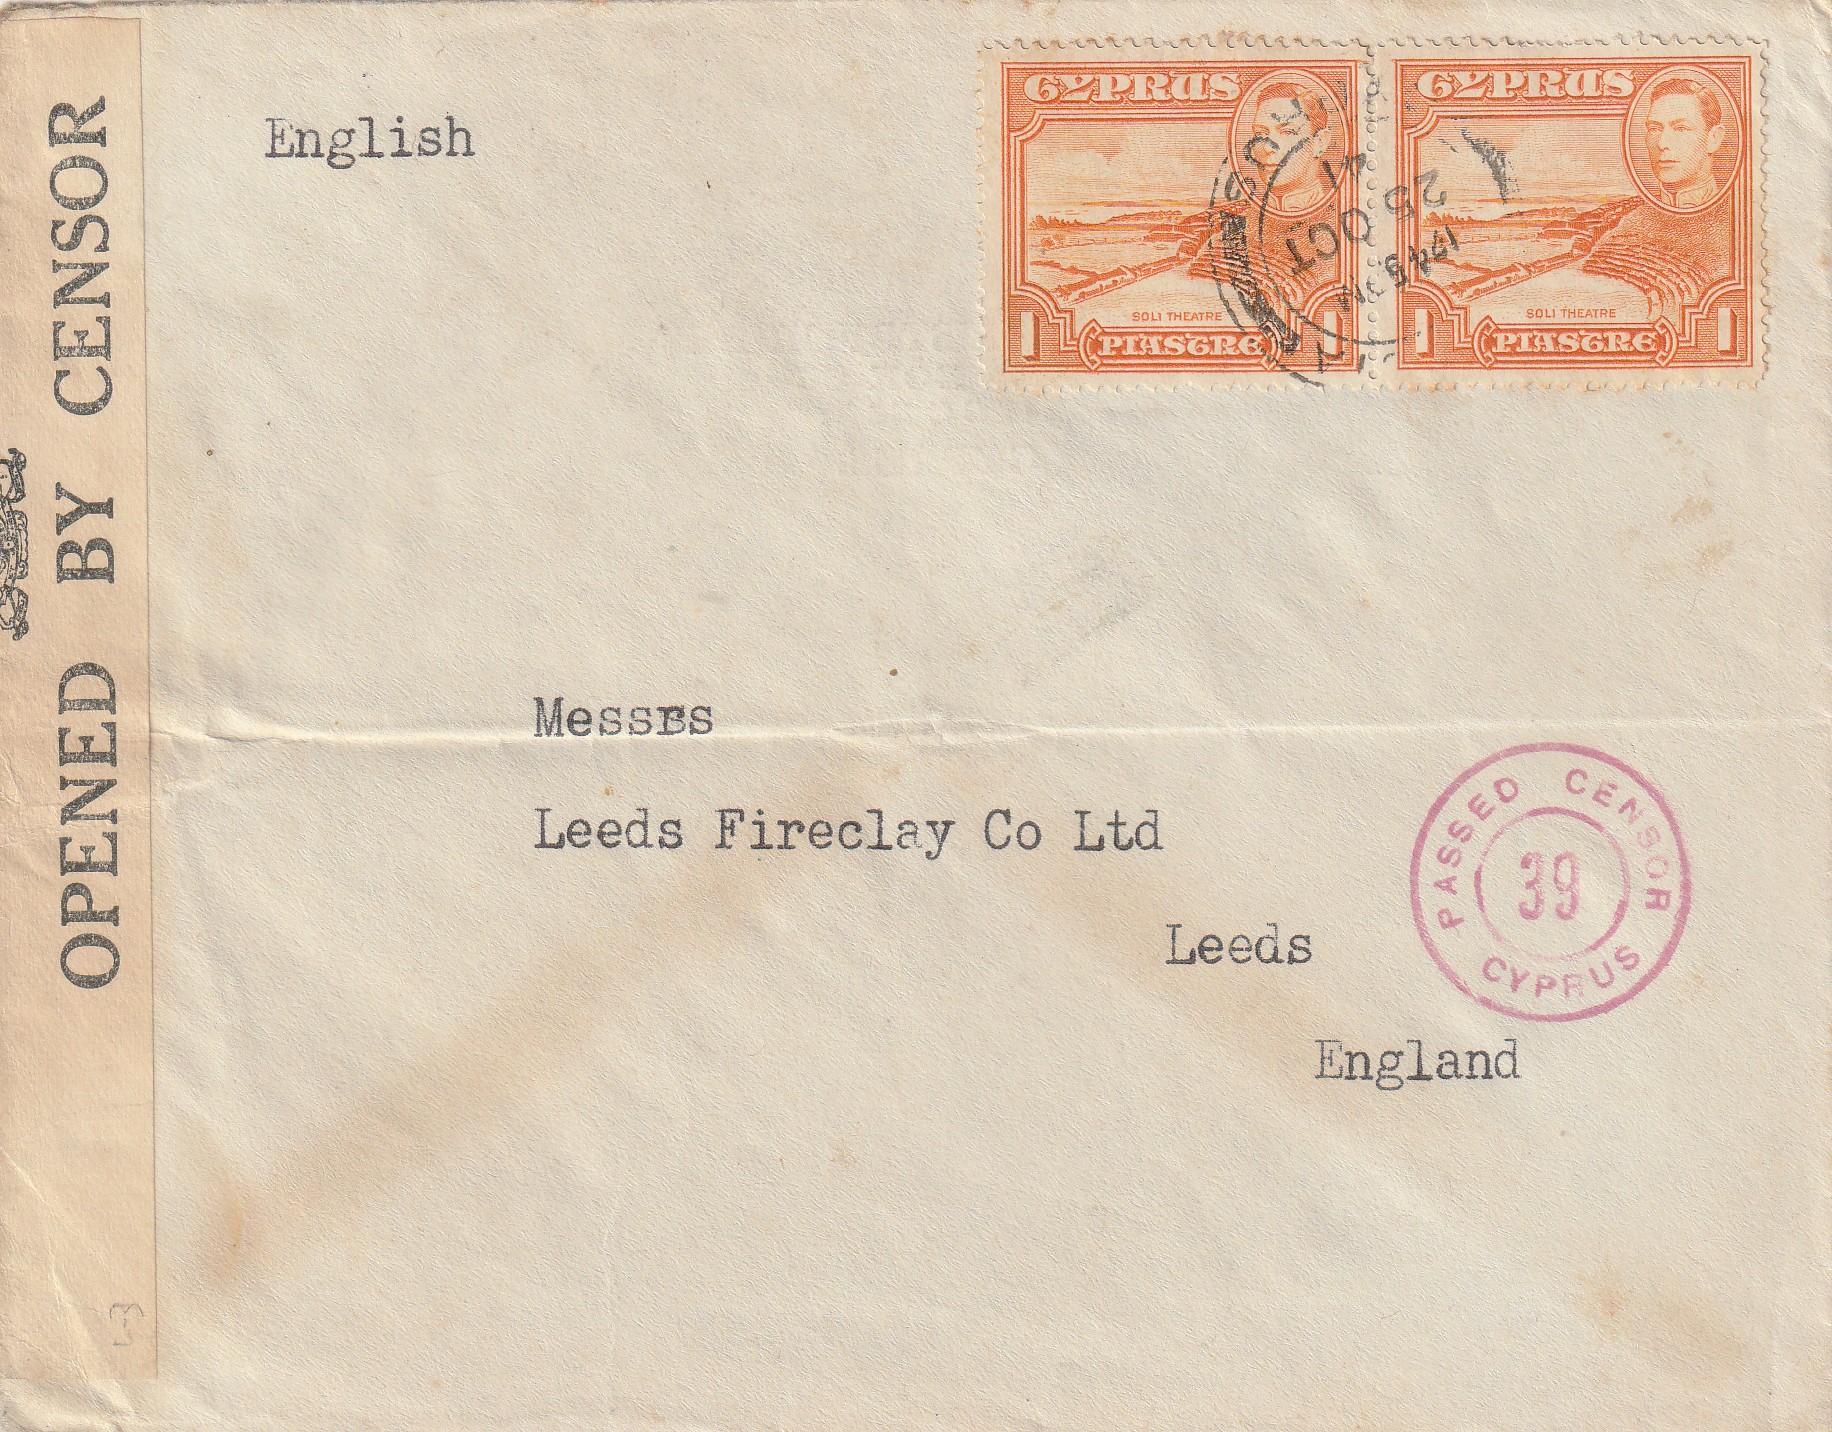 OPENED BY CENSOR
English
CYPRUS
SOLI THEATRE
1 PIASTRE 1
CYPRUS
SOLI THEATRE
1 PIASTRE 1
25 OCT
41
Messrs
Leeds Fireclay Co Ltd
Leeds
England
PASSED CENSOR
39
CYPRUS